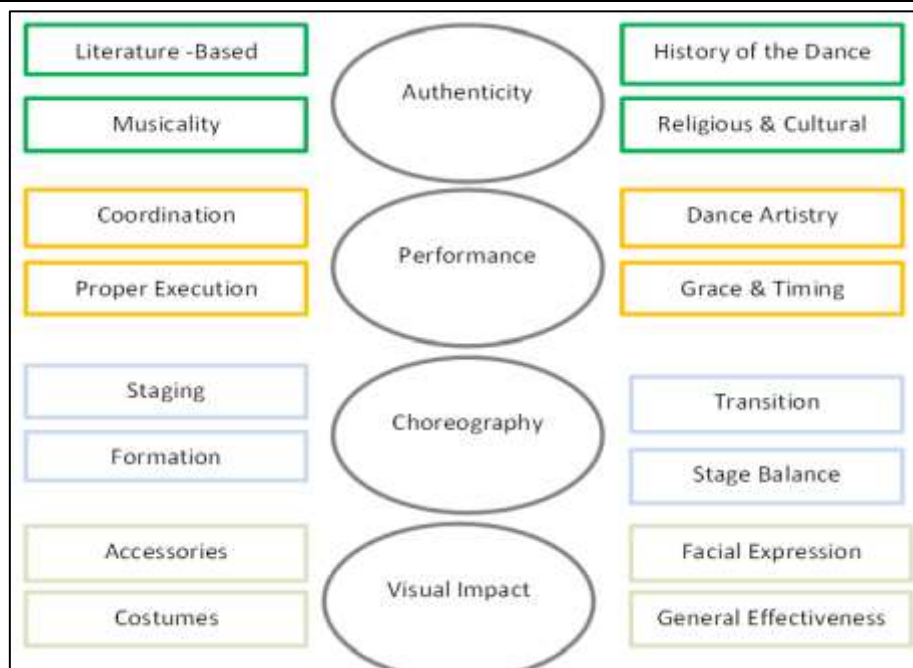 Literature -Based
Authenticity
History of the Dance
Musicality
Religious & Cultural
Coordination
Performance
Dance Artistry
Proper Execution
Grace & Timing
Staging
Choreography
Transition
Formation
Stage Balance
Accessories
Visual Impact
Facial Expression
Costumes
General Effectiveness